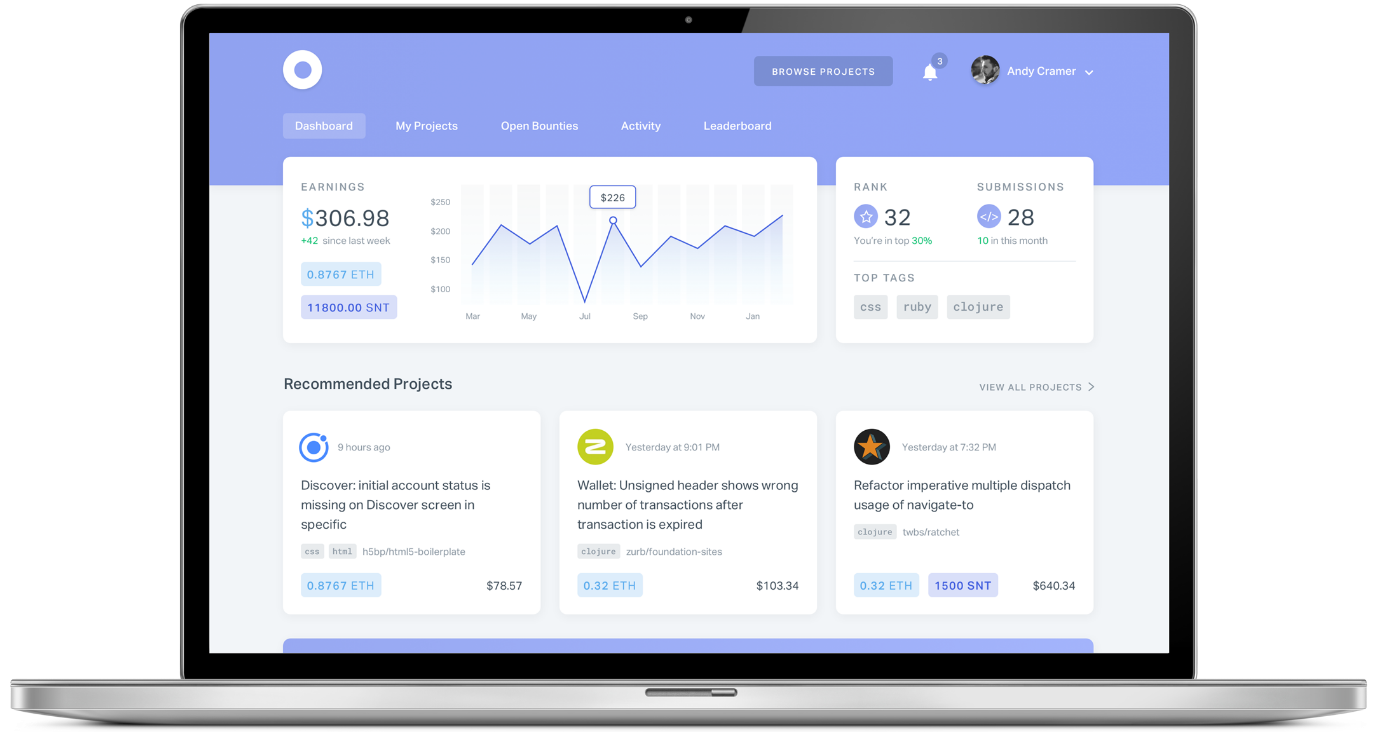 BROWSE PROJECTS
3
Andy Cramer
Dashboard
My Projects
Open Bounties
Activity
Leaderboard
EARNINGS
$306.98
+42 since last week
0.8767 ETH
11800.00 SNT
$250
$200
$150
$100
$226
Mar
May
Jul
Sep
Nov
Jan
RANK
32
You're in top 30%
SUBMISSIONS
</>
28
10 in this month
TOP TAGS
css
ruby
clojure
Recommended Projects
VIEW ALL PROJECTS
9 hours ago
Discover: initial account status is
missing on Discover screen in
specific
css
html
h5bp/html5-boilerplate
0.8767 ETH
$78.57
Yesterday at 9:01 PM
Wallet: Unsigned header shows wrong
number of transactions after
transaction is expired
clojure
zurb/foundation-sites
0.32 ETH
$103.34
Yesterday at 7:32 PM
Refactor imperative multiple dispatch
usage of navigate-to
clojure
twbs/ratchet
0.32 ETH
1500 SNT
$640.34